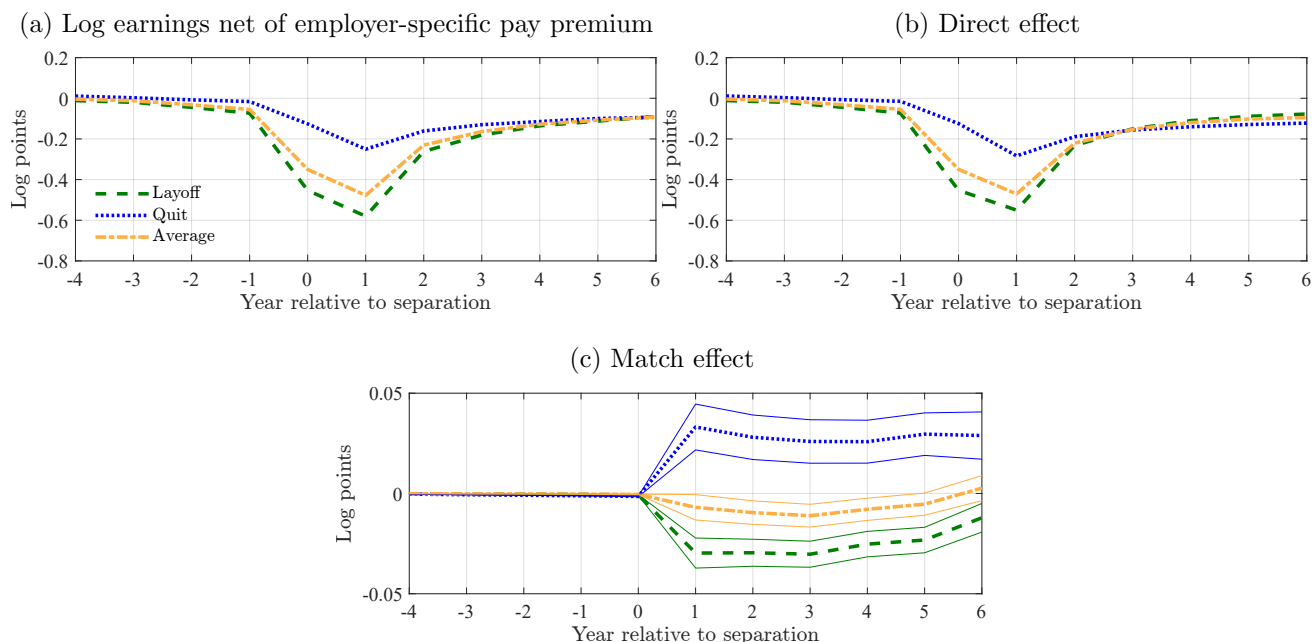 (a) Log earnings net of employer-specific pay premium
0.2
0
-0.2
-0.4
-0.6
-0.8
Log points
Layoff
Quit
Average
-4 -3 -2 -1 0 1 2 3 4 5 6
Year relative to separation
(b) Direct effect
0.2
0
-0.2
-0.4
-0.6
-0.8
Log points
-4 -3 -2 -1 0 1 2 3 4 5 6
Year relative to separation
(c) Match effect
0.05
0
-0.05
Log points
-4 -3 -2 -1 0 1 2 3 4 5 6
Year relative to separation